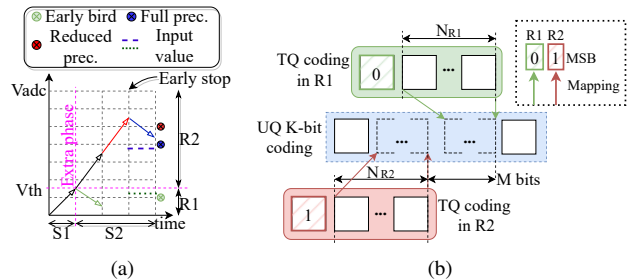 Early bird
Full prec.
Reduced
prec.
Input
value
Early stop
Vadc
Extra phase
R2
Vth
R1
time
S1
S2
(a)
NR1
TQ coding
in R1
0
...
R1 R2
0 1 MSB
Mapping
UQ K-bit
coding
... ...
NR2
M bits
1
...
TQ coding
in R2
(b)